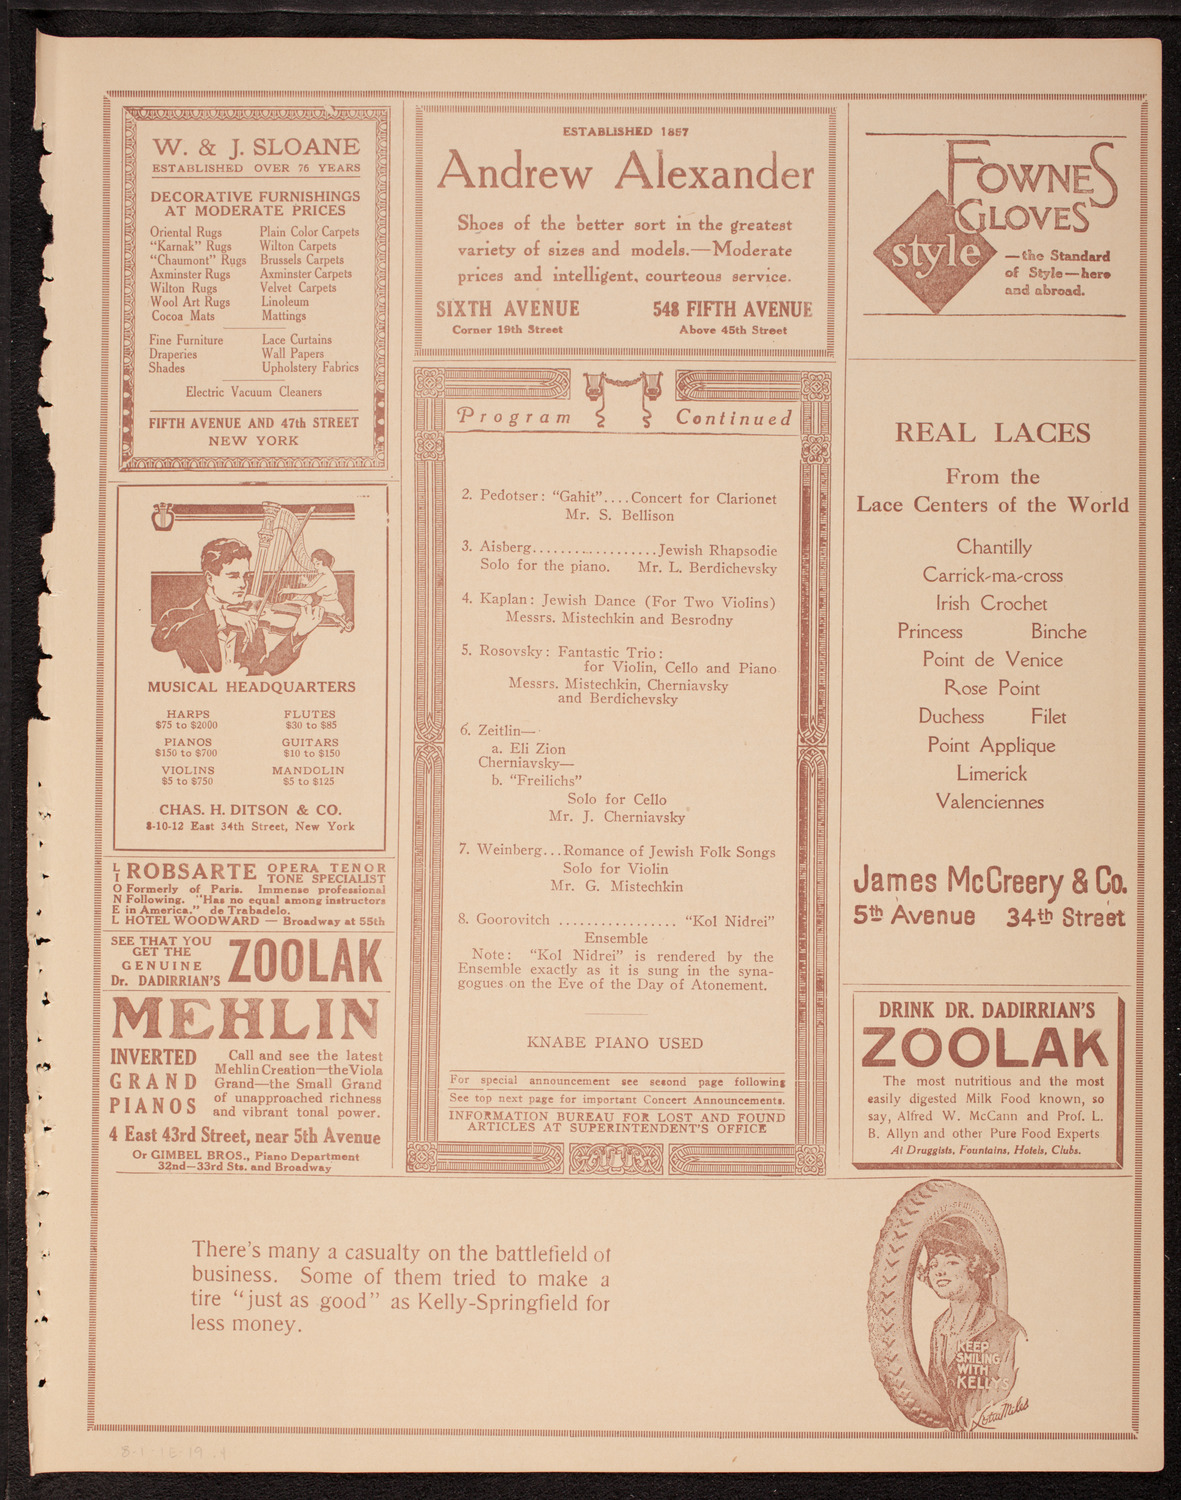 W. & J. SLOANE
ESTABLISHED OVER 76 YEARS
DECORATIVE FURNISHINGS
AT MODERATE PRICES
Oriental Rugs
"Karnak" Rugs
"Chaumont" Rugs
Axminster Rugs
Wilton Rugs
Wool Art Rugs
Cocoa Mats
Plain Color Carpets
Wilton Carpets
Brussels Carpets
Axminster Carpets
Velvet Carpets
Linoleum
Mattings
Fine Furniture
Draperies
Shades
Lace Curtains
Wall Papers
Upholstery Fabrics
Electric Vacuum Cleaners
FIFTH AVENUE AND 47th STREET
NEW YORK
MUSICAL HEADQUARTERS
HARPS
$75 to $2000
PIANOS
$150 to $700
VIOLINS
$5 to $750
FLUTES
$30 to $85
GUITARS
$10 to $150
MANDOLIN
$5 to $125
CHAS. H. DITSON & CO.
8-10-12 East 34th Street, New York
LIONEL ROBSARTE OPERA TENOR
TONE SPECIALIST
Formerly of Paris. Immense professional
Following. "Has no equal among instructors
in America." de Trabadelo.
HOTEL WOODWARD — Broadway at 55th
SEE THAT YOU
GET THE
GENUINE
Dr. DADIRRIAN'S
ZOOLAK
MEHLIN
INVERTED
GRAND
PIANOS
Call and see the latest
Mehlin Creation—the Viola
Grand—the Small Grand
of unapproached richness
and vibrant tonal power.
4 East 43rd Street, near 5th Avenue
Or GIMBEL BROS., Piano Department
32nd—33rd Sts. and Broadway
ESTABLISHED 1857
Andrew Alexander
Shoes of the better sort in the greatest
variety of sizes and models.—Moderate
prices and intelligent, courteous service.
SIXTH AVENUE
Corner 19th Street
548 FIFTH AVENUE
Above 45th Street
Program Continued
2. Pedotser: "Gahit"....Concert for Clarionet
Mr. S. Bellison
3. Aisberg..................Jewish Rhapsodie
Solo for the piano. Mr. L. Berdichevsky
4. Kaplan: Jewish Dance (For Two Violins)
Messrs. Mistechkin and Besrodny
5. Rosovsky: Fantastic Trio:
for Violin, Cello and Piano
Messrs. Mistechkin, Cherniavsky
and Berdichevsky
6. Zeitlin—
a. Eli Zion
Cherniavsky—
b. "Freilichs"
Solo for Cello
Mr. J. Cherniavsky
7. Weinberg...Romance of Jewish Folk Songs
Solo for Violin
Mr. G. Mistechkin
8. Goorovitch ................. "Kol Nidrei"
Ensemble
Note: "Kol Nidrei" is rendered by the
Ensemble exactly as it is sung in the syna-
gogues on the Eve of the Day of Atonement.
KNABE PIANO USED
For special announcement see second page following
See top next page for important Concert Announcements.
INFORMATION BUREAU FOR LOST AND FOUND
ARTICLES AT SUPERINTENDENT'S OFFICE
FOWNES
GLOVES
style
—the Standard
of Style—here
and abroad.
REAL LACES
From the
Lace Centers of the World
Chantilly
Carrick-ma-cross
Irish Crochet
Princess Binche
Point de Venice
Rose Point
Duchess Filet
Point Applique
Limerick
Valenciennes
James McCreery & Co.
5th Avenue 34th Street
DRINK DR. DADIRRIAN'S
ZOOLAK
The most nutritious and the most
easily digested Milk Food known, so
say, Alfred W. McCann and Prof. L.
B. Allyn and other Pure Food Experts
At Druggists, Fountains, Hotels, Clubs.
There's many a casualty on the battlefield of
business. Some of them tried to make a
tire "just as good" as Kelly-Springfield for
less money.
KEEP
SMILING
WITH
KELLYS
Lotta Miles